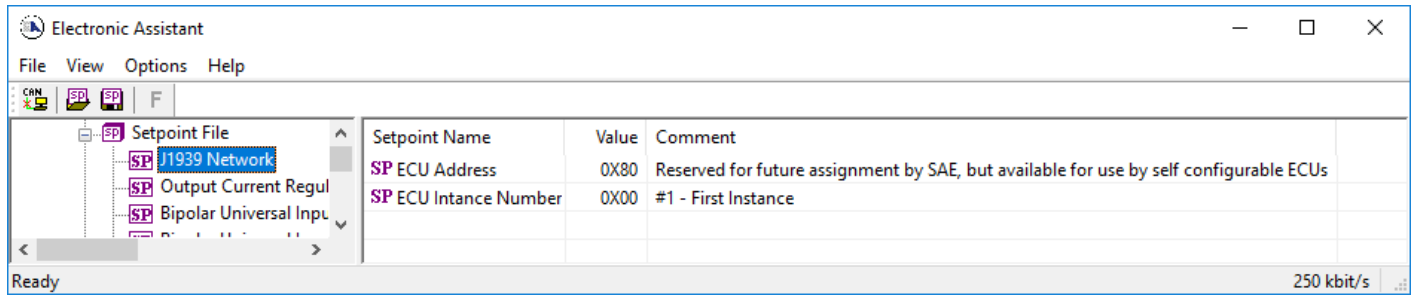 Electronic Assistant
File View Options Help
CAN SP SP F
SP Setpoint File
SP J1939 Network
SP Output Current Regul
SP Bipolar Universal Inpu
Setpoint Name Value Comment
SP ECU Address 0X80 Reserved for future assignment by SAE, but available for use by self configurable ECUs
SP ECU Intance Number 0X00 #1 - First Instance
Ready 250 kbit/s